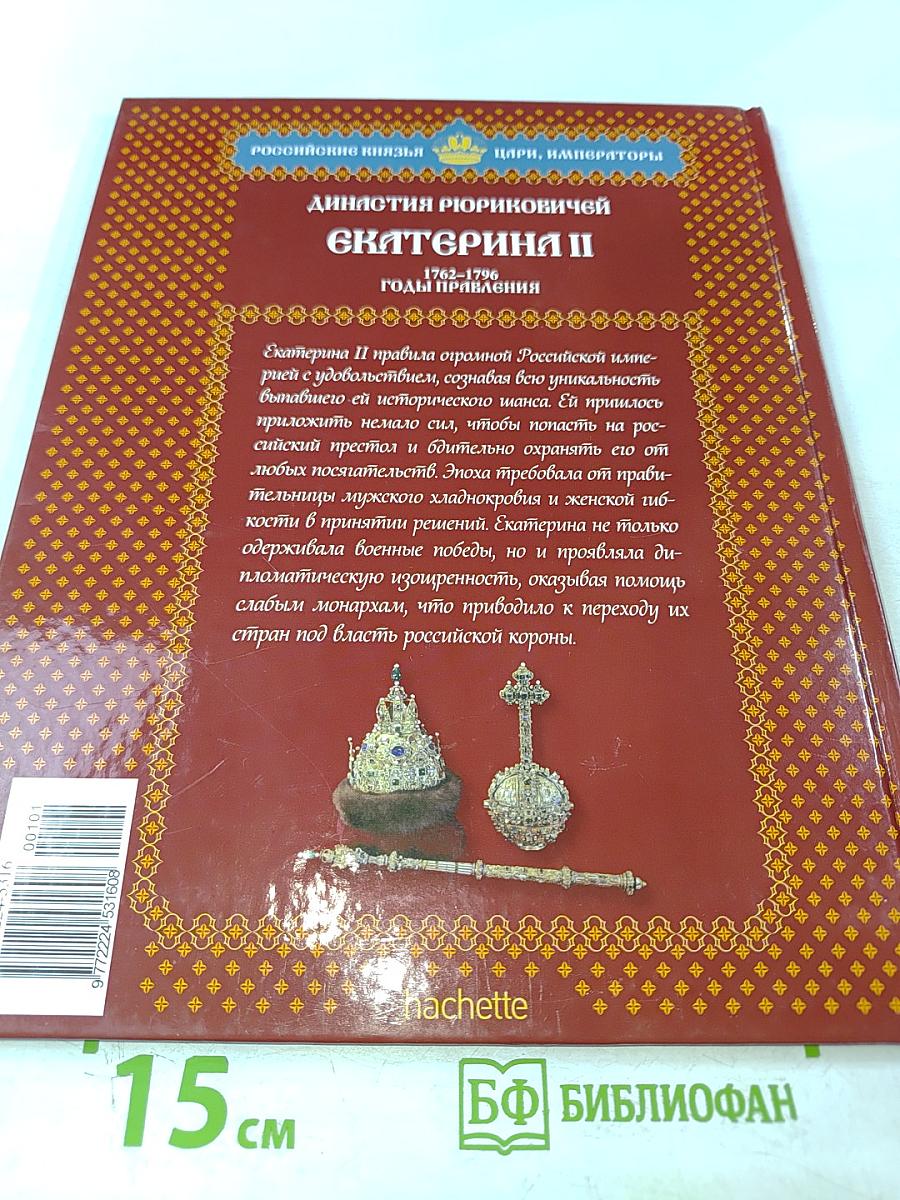 РОССИЙСКИЕ КНЯЗЬЯ ЦАРИ, ИМПЕРАТОРЫ
ДИНАСТИЯ РЮРИКОВИЧЕЙ
ЕКАТЕРИНА II
1762–1796
ГОДЫ ПРАВЛЕНИЯ
Екатерина II правила огромной Российской импе-
рией с удовольствием, сознавая всю уникальность
выпавшего ей исторического шанса. Ей пришлось
приложить немало сил, чтобы попасть на рос-
сийский престол и бдительно охранять его от
любых посягательств. Эпоха требовала от прави-
тельницы мужского хладнокровия и женской гиб-
кости в принятии решений. Екатерина не только
одерживала военные победы, но и проявляла ди-
пломатическую изощренность, оказывая помощь
слабым монархам, что приводило к переходу их
стран под власть российской короны.
00101
9 772224 531608
hachette
15 см
БФ БИБЛИОФАН